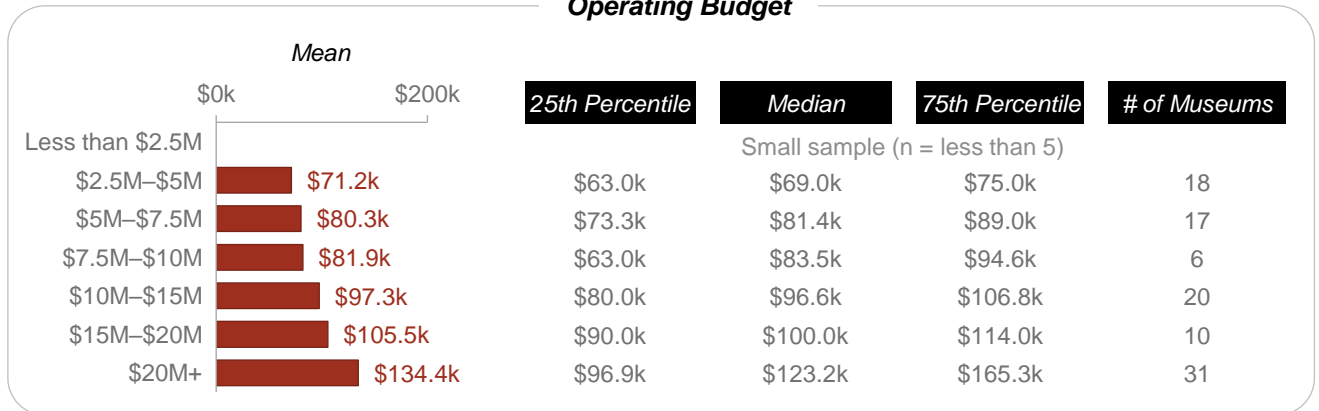 Operating Budget
Mean
$0k $200k 25th Percentile Median 75th Percentile # of Museums
Less than $2.5M Small sample (n = less than 5)
$2.5M–$5M $71.2k $63.0k $69.0k $75.0k 18
$5M–$7.5M $80.3k $73.3k $81.4k $89.0k 17
$7.5M–$10M $81.9k $63.0k $83.5k $94.6k 6
$10M–$15M $97.3k $80.0k $96.6k $106.8k 20
$15M–$20M $105.5k $90.0k $100.0k $114.0k 10
$20M+ $134.4k $96.9k $123.2k $165.3k 31